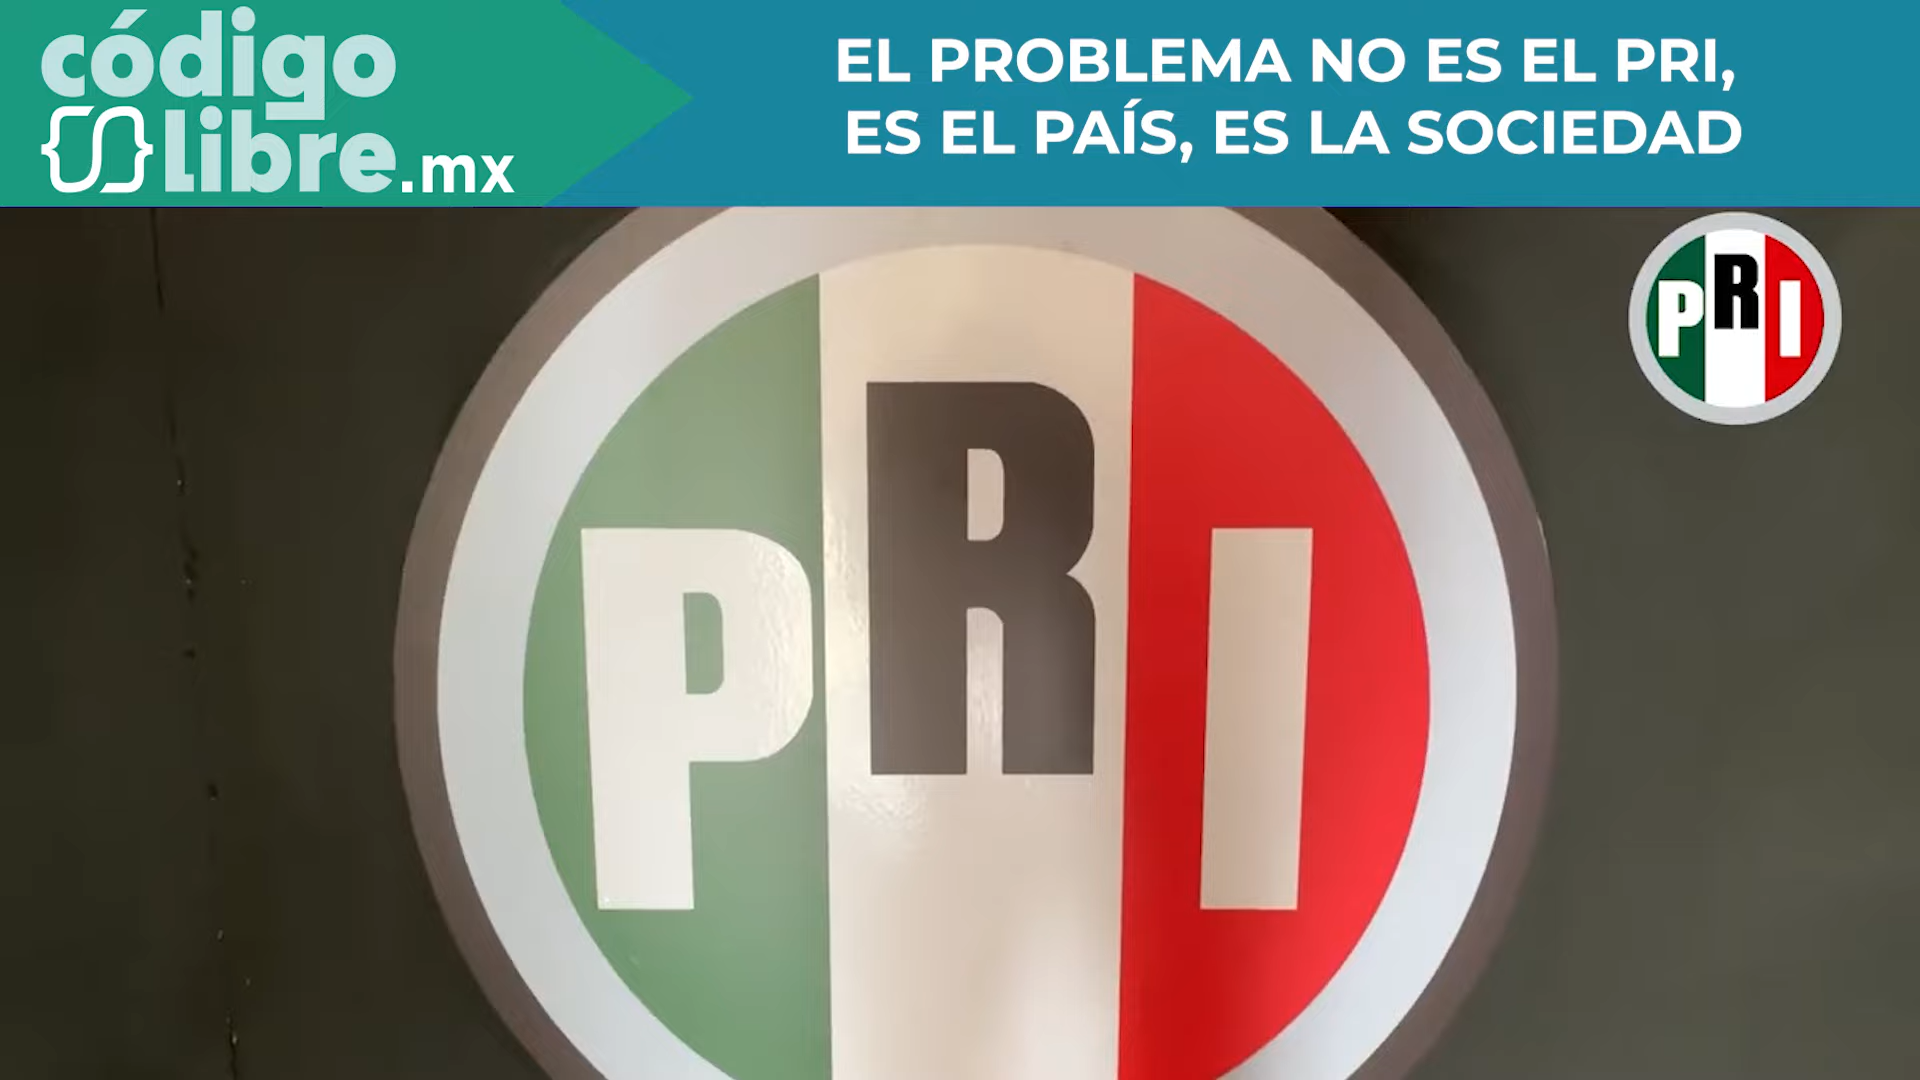 código
libre.mx
EL PROBLEMA NO ES EL PRI,
ES EL PAÍS, ES LA SOCIEDAD
PRI
PRI